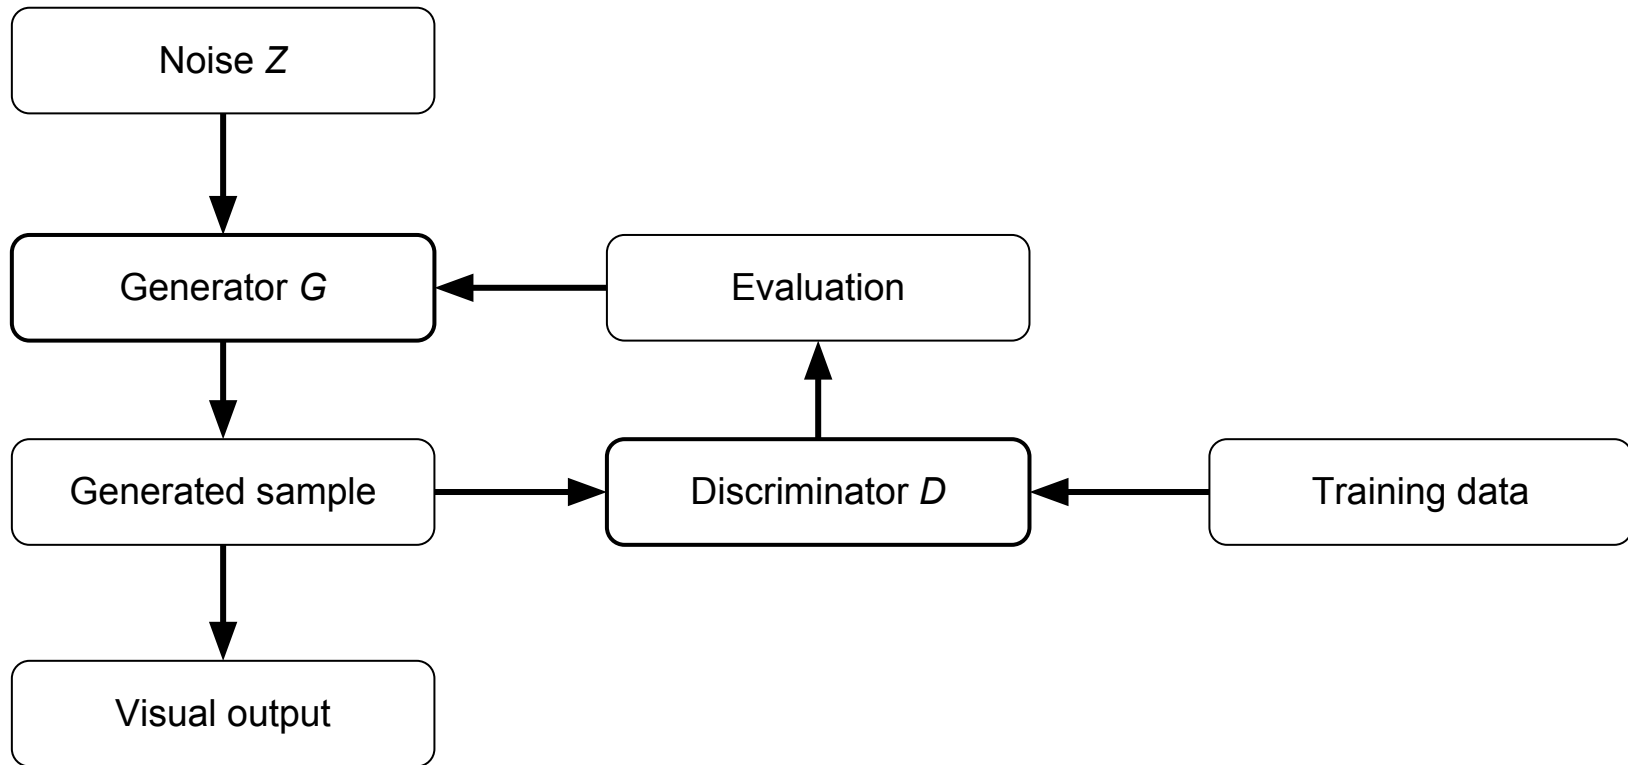 Noise Z
Generator G
Evaluation
Generated sample
Discriminator D
Training data
Visual output